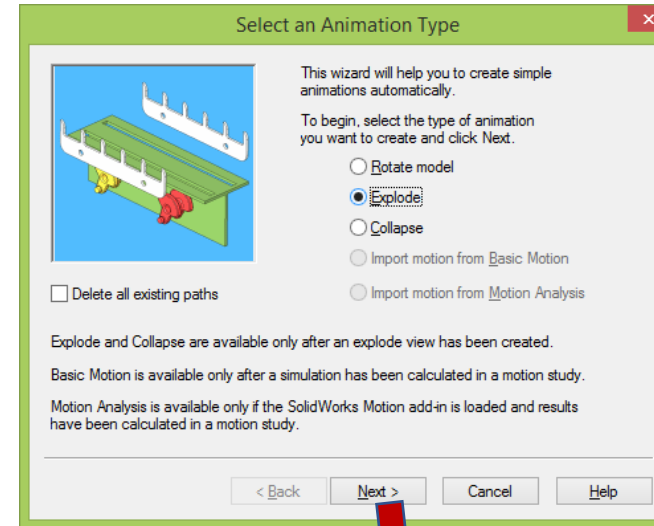 Select an Animation Type
This wizard will help you to create simple
animations automatically.
To begin, select the type of animation
you want to create and click Next.
Rotate model
Explode
Collapse
Import motion from Basic Motion
Delete all existing paths
Import motion from Motion Analysis
Explode and Collapse are available only after an explode view has been created.
Basic Motion is available only after a simulation has been calculated in a motion study.
Motion Analysis is available only if the SolidWorks Motion add-in is loaded and results
have been calculated in a motion study.
< Back Next > Cancel Help